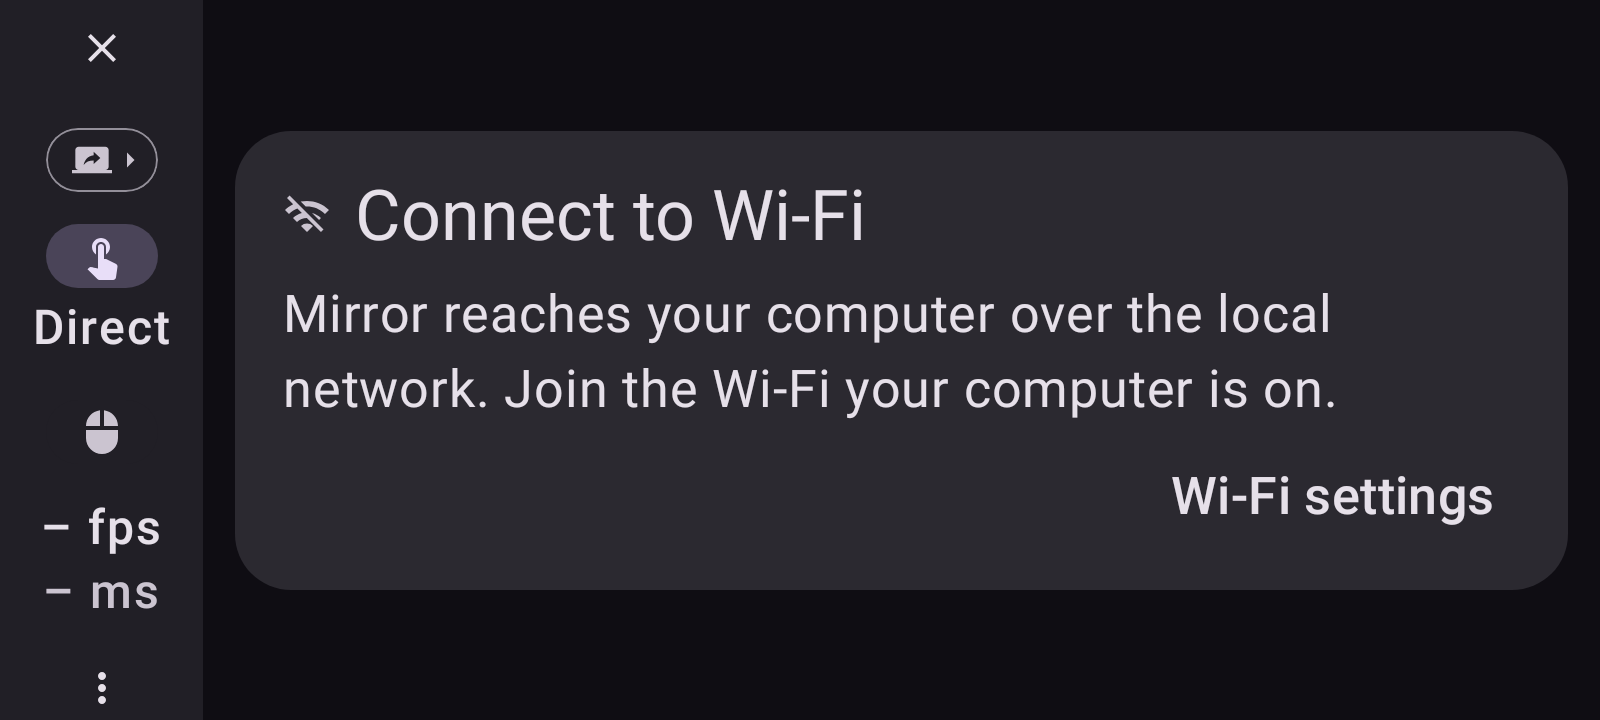 Direct
– fps
– ms
Connect to Wi-Fi
Mirror reaches your computer over the local
network. Join the Wi-Fi your computer is on.
Wi-Fi settings